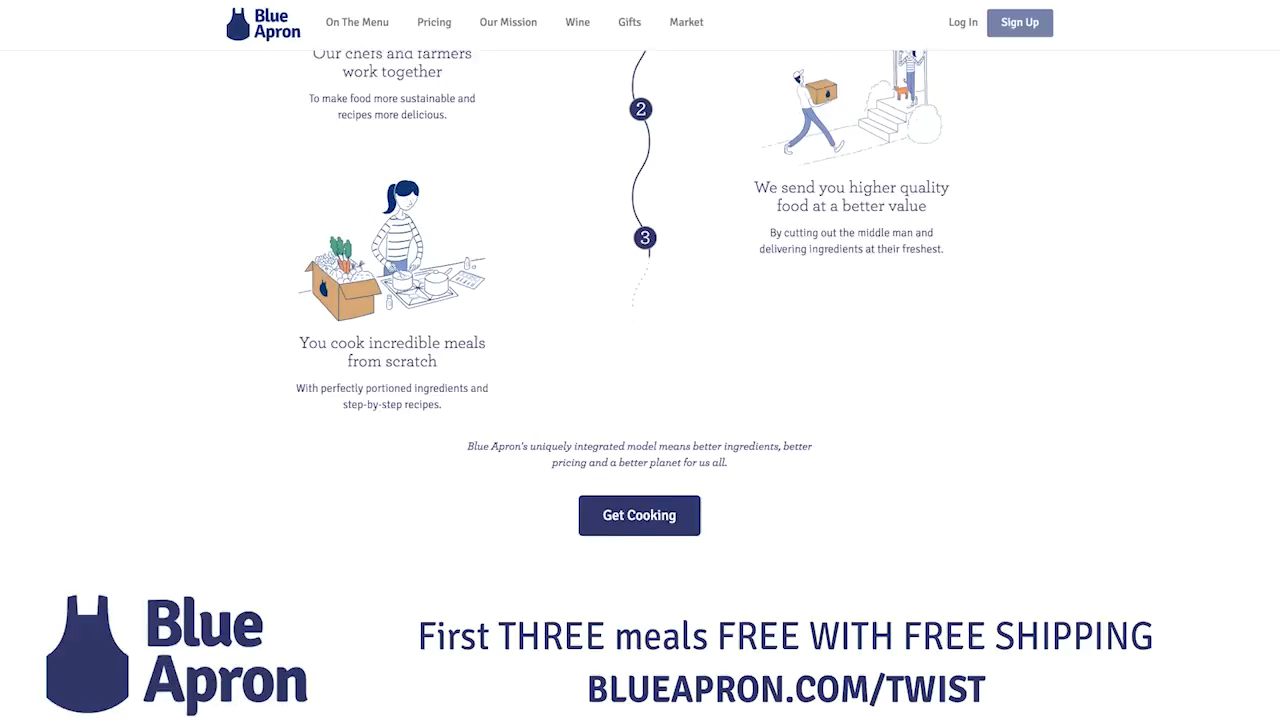 Blue
Apron
On The Menu
Pricing
Our Mission
Wine
Gifts
Market
Log In
Sign Up
Our chefs and farmers
work together
To make food more sustainable and
recipes more delicious.
2
We send you higher quality
food at a better value
By cutting out the middle man and
delivering ingredients at their freshest.
3
You cook incredible meals
from scratch
With perfectly portioned ingredients and
step-by-step recipes.
Blue Apron's uniquely integrated model means better ingredients, better
pricing and a better planet for us all.
Get Cooking
Blue
Apron
First THREE meals FREE WITH FREE SHIPPING
BLUEAPRON.COM/TWIST